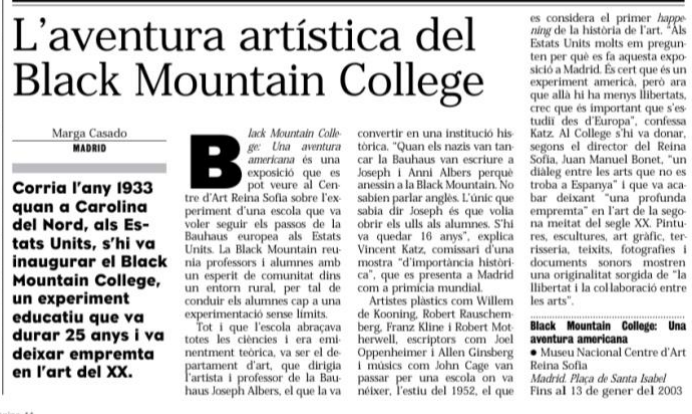 L'aventura artística del
Black Mountain College
Marga Casado
MADRID
Corria l'any 1933
quan a Carolina
del Nord, als Es-
tats Units, s'hi va
inaugurar el Black
Mountain College,
un experiment
educatiu que va
durar 25 anys i va
deixar empremta
en l'art del XX.
Black Mountain Colle-
ge: Una aventura
americana és una
exposició que es
pot veure al Cen-
tre d'Art Reina Sofia sobre l'ex-
periment d'una escola que va
voler seguir els passos de la
Bauhaus europea als Estats
Units. La Black Mountain reu-
nia professors i alumnes amb
un esperit de comunitat dins
un entorn rural, per tal de
conduir els alumnes cap a una
experimentació sense límits.
Tot i que l'escola abraçava
totes les ciències i era emi-
nentment teòrica, va ser el de-
partament d'art, que dirigia
l'artista i professor de la Bau-
haus Joseph Albers, el que la va
convertir en una institució his-
tòrica. "Quan els nazis van tan-
car la Bauhaus van escriure a
Joseph i Anni Albers perquè
anessin a la Black Mountain. No
sabien parlar anglès. L'únic que
sabia dir Joseph és que volia
obrir els ulls als alumnes. S'hi
va quedar 16 anys", explica
Vincent Katz, comissari d'una
mostra "d'importància històri-
ca", que es presenta a Madrid
com a primícia mundial.
Artistes plàstics com Willem
de Kooning, Robert Rauschem-
berg, Franz Kline i Robert Mot-
herwell, escriptors com Joel
Oppenheimer i Allen Ginsberg
i músics com John Cage van
passar per una escola on va
néixer, l'estiu del 1952, el que
es considera el primer happe-
ning de la història de l'art. "Als
Estats Units molts em pregun-
ten per què es fa aquesta expo-
sició a Madrid. És cert que és un
experiment americà, però ara
que allà hi ha menys llibertats,
crec que és important que s'es-
tudiï des d'Europa", confessa
Katz. Al College s'hi va donar,
segons el director del Reina
Sofia, Juan Manuel Bonet, "un
diàleg entre les arts que no es
troba a Espanya" i que va aca-
bar deixant "una profunda
empremta" en l'art de la sego-
na meitat del segle XX. Pintu-
res, escultures, art gràfic, ter-
risseria, teixits, fotografies i
documents sonors mostren
una originalitat sorgida de "la
llibertat i la col·laboració entre
les arts".
Black Mountain College: Una
aventura americana
● Museu Nacional Centre d'Art
Reina Sofia
Madrid. Plaça de Santa Isabel
Fins al 13 de gener del 2003